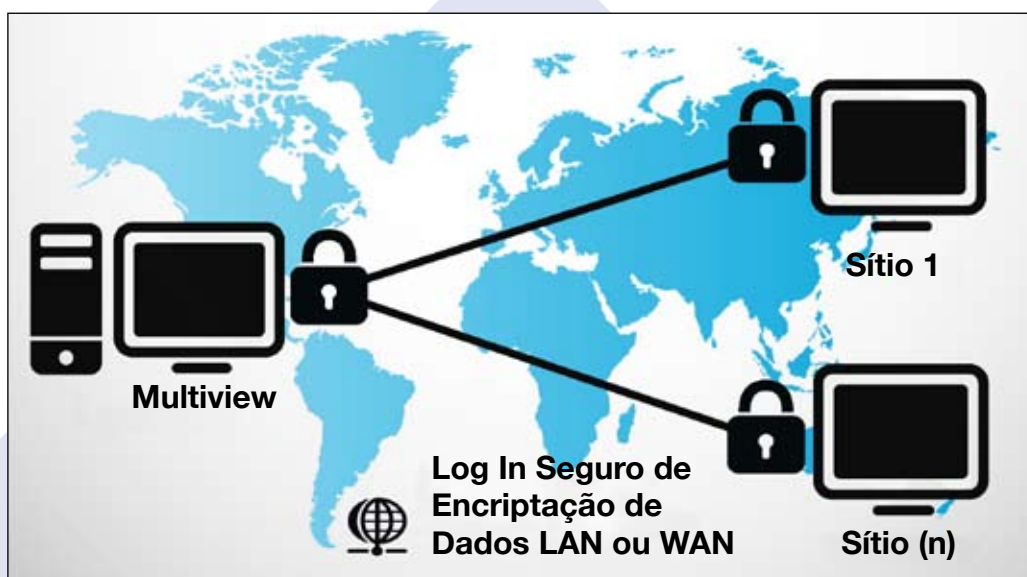 Sítio 1
Multiview
Log In Seguro de
Encriptação de
Dados LAN ou WAN
Sítio (n)